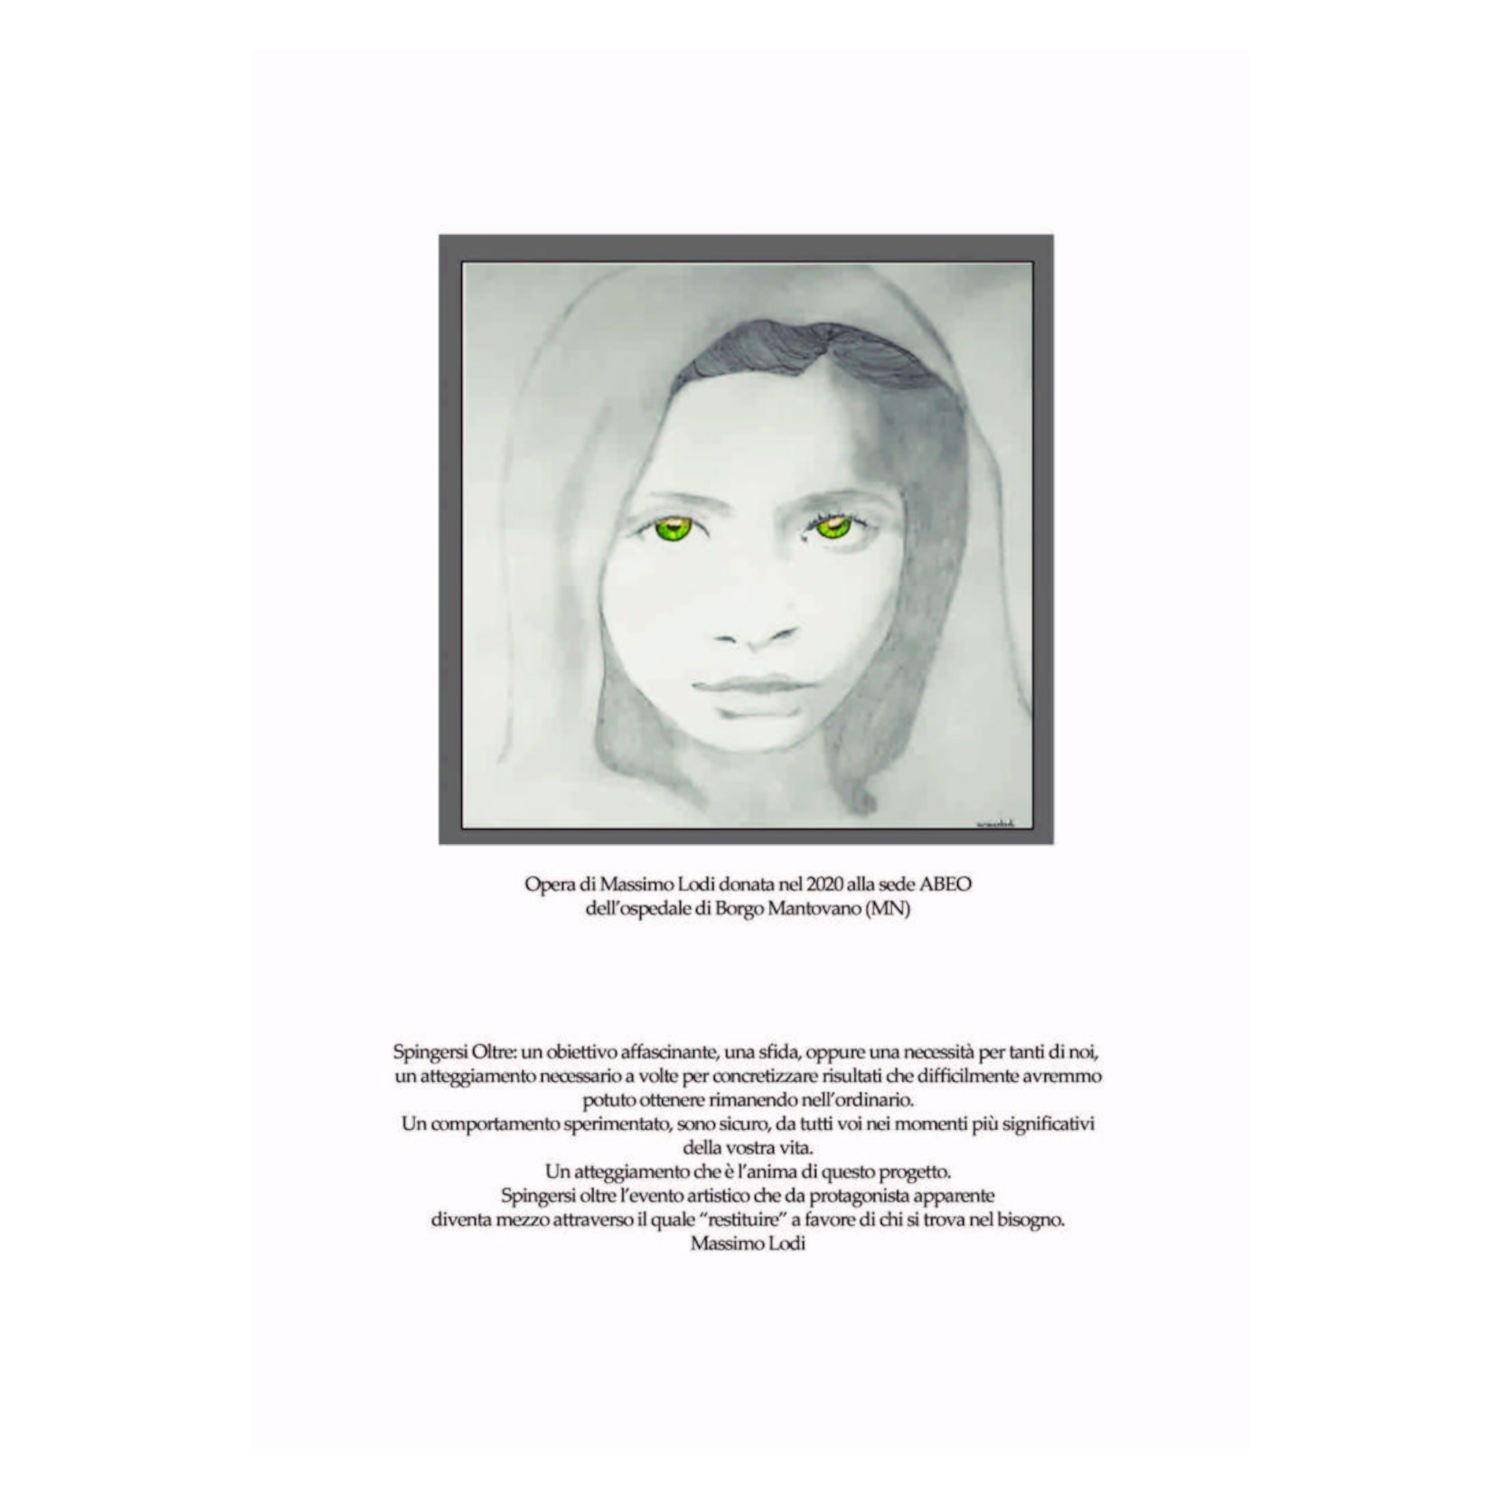 Opera di Massimo Lodi donata nel 2020 alla sede ABEO
dell'ospedale di Borgo Mantovano (MN)
Spingersi Oltre: un obiettivo affascinante, una sfida, oppure una necessità per tanti di noi,
un atteggiamento necessario a volte per concretizzare risultati che difficilmente avremmo
potuto ottenere rimanendo nell'ordinario.
Un comportamento sperimentato, sono sicuro, da tutti voi nei momenti più significativi
della vostra vita.
Un atteggiamento che è l'anima di questo progetto.
Spingersi oltre l'evento artistico che da protagonista apparente
diventa mezzo attraverso il quale "restituire" a favore di chi si trova nel bisogno.
Massimo Lodi